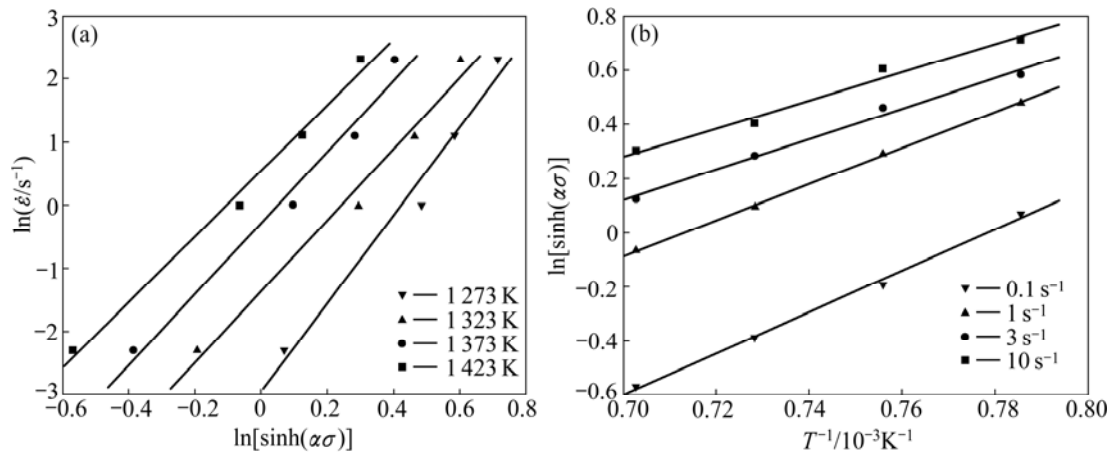 (a)
2
1
0
−1
−2
−3
ln(ε̇/s⁻¹)
−0.6 −0.4 −0.2 0 0.2 0.4 0.6 0.8
ln[sinh(ασ)]
1 273 K
1 323 K
1 373 K
1 423 K
(b)
0.8
0.6
0.4
0.2
0
−0.2
−0.4
−0.6
ln[sinh(ασ)]
0.70 0.72 0.74 0.76 0.78 0.80
T⁻¹/10⁻³K⁻¹
0.1 s⁻¹
1 s⁻¹
3 s⁻¹
10 s⁻¹